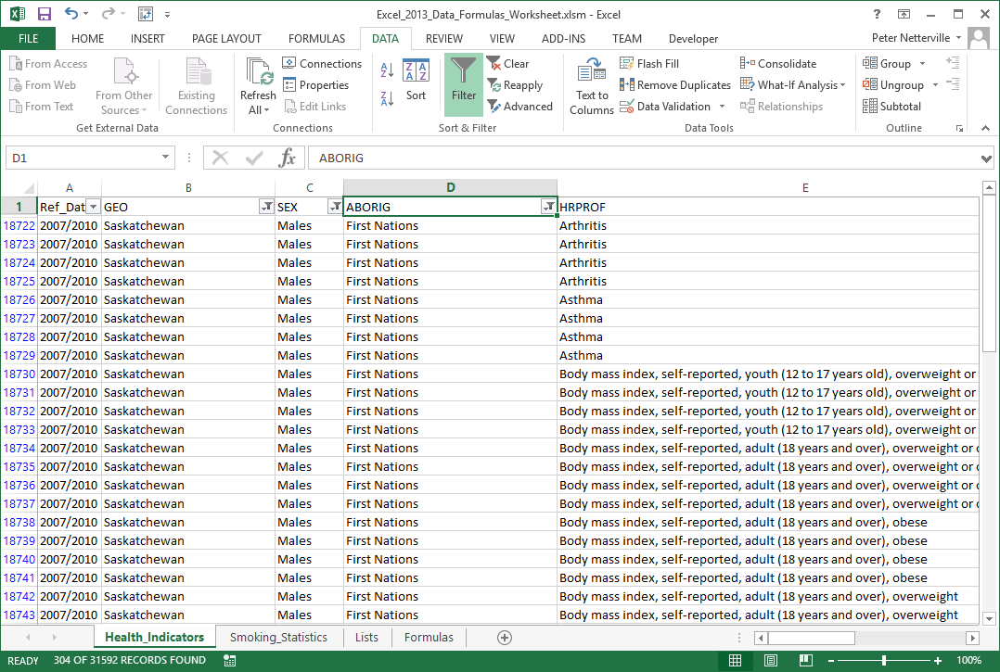 Excel_2013_Data_Formulas_Worksheet.xlsm - Excel
FILE HOME INSERT PAGE LAYOUT FORMULAS DATA REVIEW VIEW ADD-INS TEAM Developer Peter Netterville
From Access
From Web
From Text
From Other Sources
Existing Connections
Get External Data
Refresh All
Connections
Properties
Edit Links
Connections
Sort
Filter
Clear
Reapply
Advanced
Sort & Filter
Text to Columns
Flash Fill
Remove Duplicates
Data Validation
Consolidate
What-If Analysis
Relationships
Data Tools
Group
Ungroup
Subtotal
Outline
D1 fx ABORIG
A B C D E
1 Ref_Dat GEO SEX ABORIG HRPROF
18722 2007/2010 Saskatchewan Males First Nations Arthritis
18723 2007/2010 Saskatchewan Males First Nations Arthritis
18724 2007/2010 Saskatchewan Males First Nations Arthritis
18725 2007/2010 Saskatchewan Males First Nations Arthritis
18726 2007/2010 Saskatchewan Males First Nations Asthma
18727 2007/2010 Saskatchewan Males First Nations Asthma
18728 2007/2010 Saskatchewan Males First Nations Asthma
18729 2007/2010 Saskatchewan Males First Nations Asthma
18730 2007/2010 Saskatchewan Males First Nations Body mass index, self-reported, youth (12 to 17 years old), overweight or
18731 2007/2010 Saskatchewan Males First Nations Body mass index, self-reported, youth (12 to 17 years old), overweight or
18732 2007/2010 Saskatchewan Males First Nations Body mass index, self-reported, youth (12 to 17 years old), overweight or
18733 2007/2010 Saskatchewan Males First Nations Body mass index, self-reported, youth (12 to 17 years old), overweight or
18734 2007/2010 Saskatchewan Males First Nations Body mass index, self-reported, adult (18 years and over), overweight or
18735 2007/2010 Saskatchewan Males First Nations Body mass index, self-reported, adult (18 years and over), overweight or
18736 2007/2010 Saskatchewan Males First Nations Body mass index, self-reported, adult (18 years and over), overweight or
18737 2007/2010 Saskatchewan Males First Nations Body mass index, self-reported, adult (18 years and over), overweight or
18738 2007/2010 Saskatchewan Males First Nations Body mass index, self-reported, adult (18 years and over), obese
18739 2007/2010 Saskatchewan Males First Nations Body mass index, self-reported, adult (18 years and over), obese
18740 2007/2010 Saskatchewan Males First Nations Body mass index, self-reported, adult (18 years and over), obese
18741 2007/2010 Saskatchewan Males First Nations Body mass index, self-reported, adult (18 years and over), obese
18742 2007/2010 Saskatchewan Males First Nations Body mass index, self-reported, adult (18 years and over), overweight
18743 2007/2010 Saskatchewan Males First Nations Body mass index, self-reported, adult (18 years and over), overweight
Health_Indicators Smoking_Statistics Lists Formulas
READY 304 OF 31592 RECORDS FOUND 100%